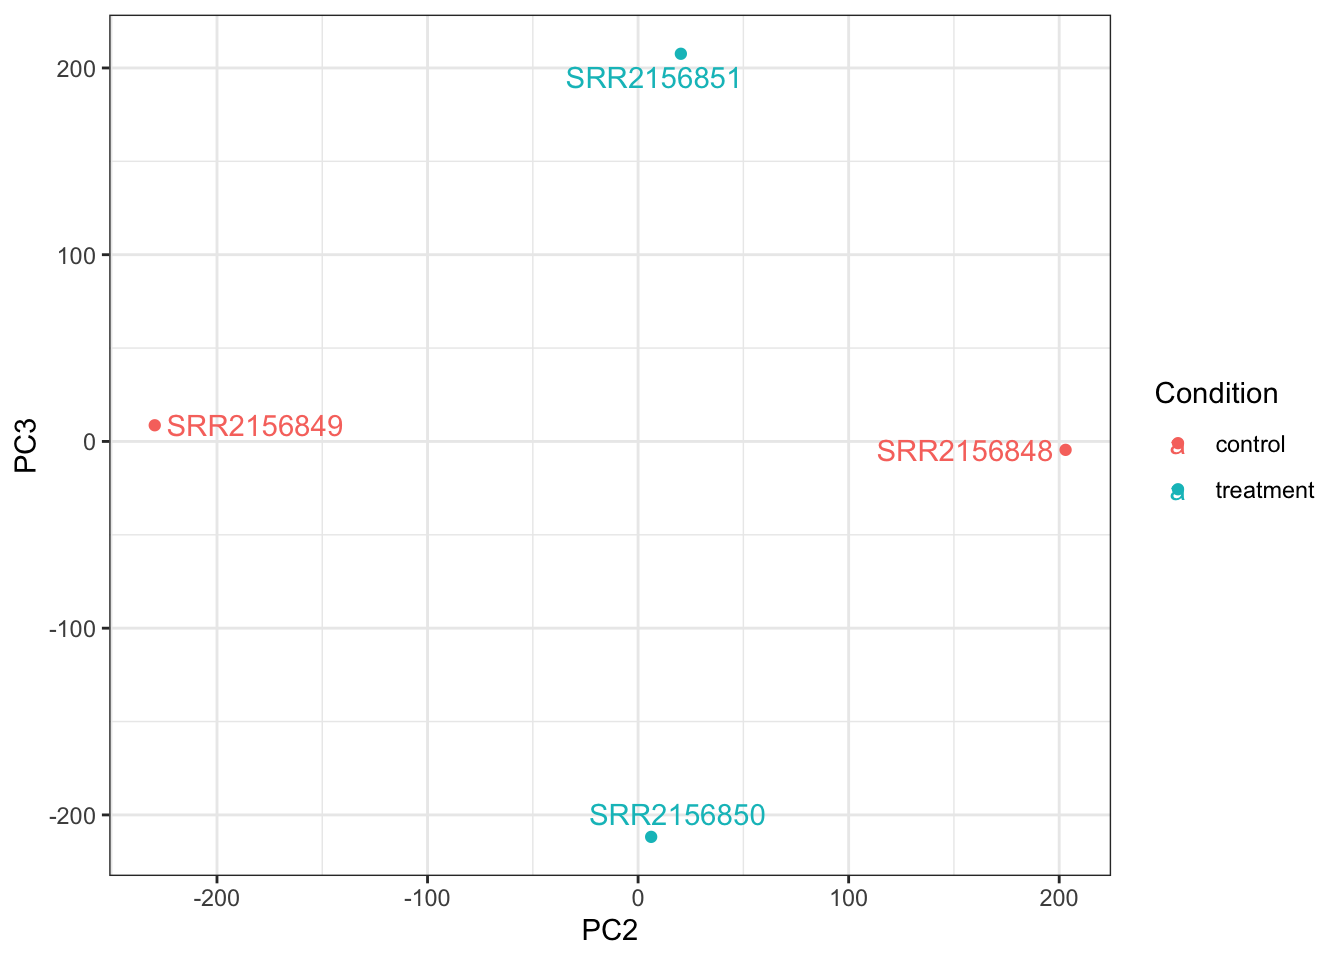 SRR2156851
SRR2156849
SRR2156848
SRR2156850
200
100
0
-100
-200
PC3
-200
-100
0
100
200
PC2
Condition
a control
a treatment